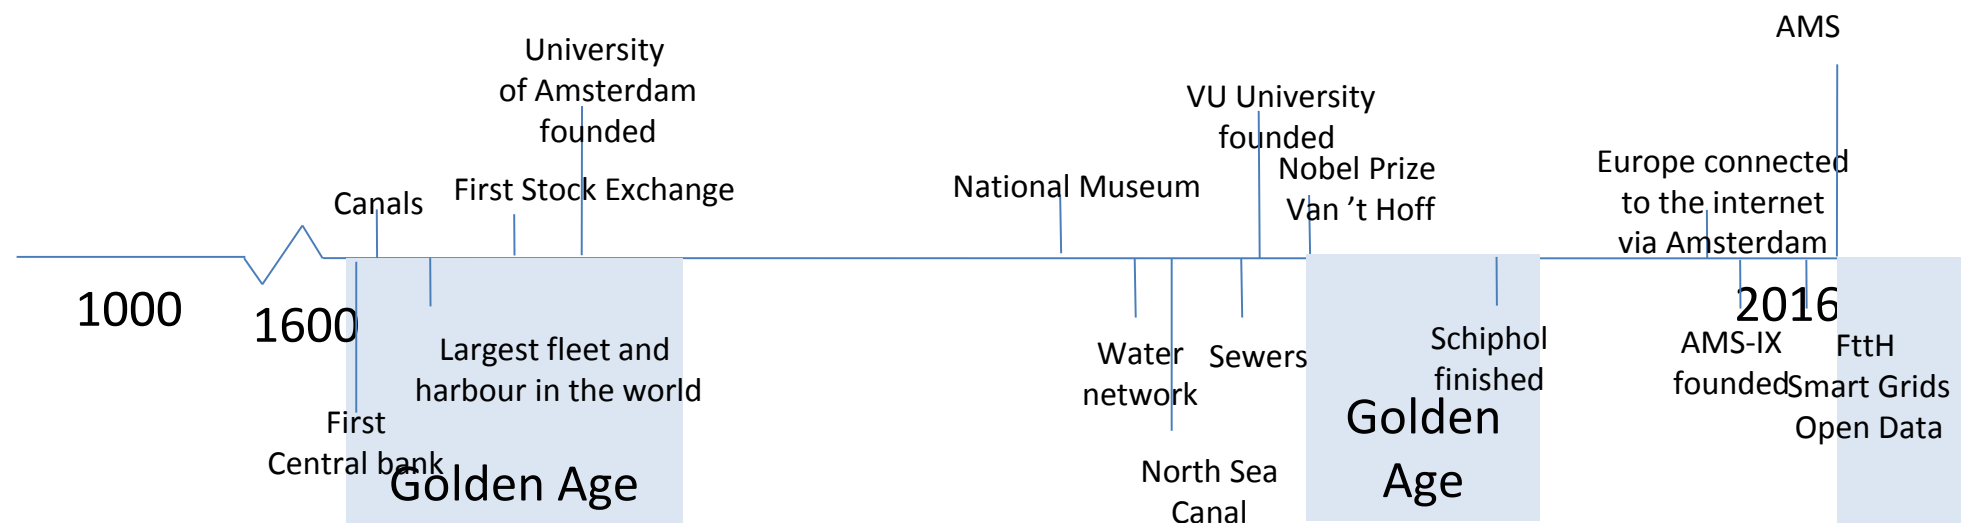 AMS
University
of Amsterdam
founded
VU University
founded
Europe connected
to the internet
via Amsterdam
Nobel Prize
Van ’t Hoff
National Museum
First Stock Exchange
Canals
1000
1600
2016
Largest fleet and
harbour in the world
First
Central bank
Golden Age
Water
network
Sewers
North Sea
Canal
Schiphol
finished
Golden
Age
AMS-IX
founded
FttH
Smart Grids
Open Data